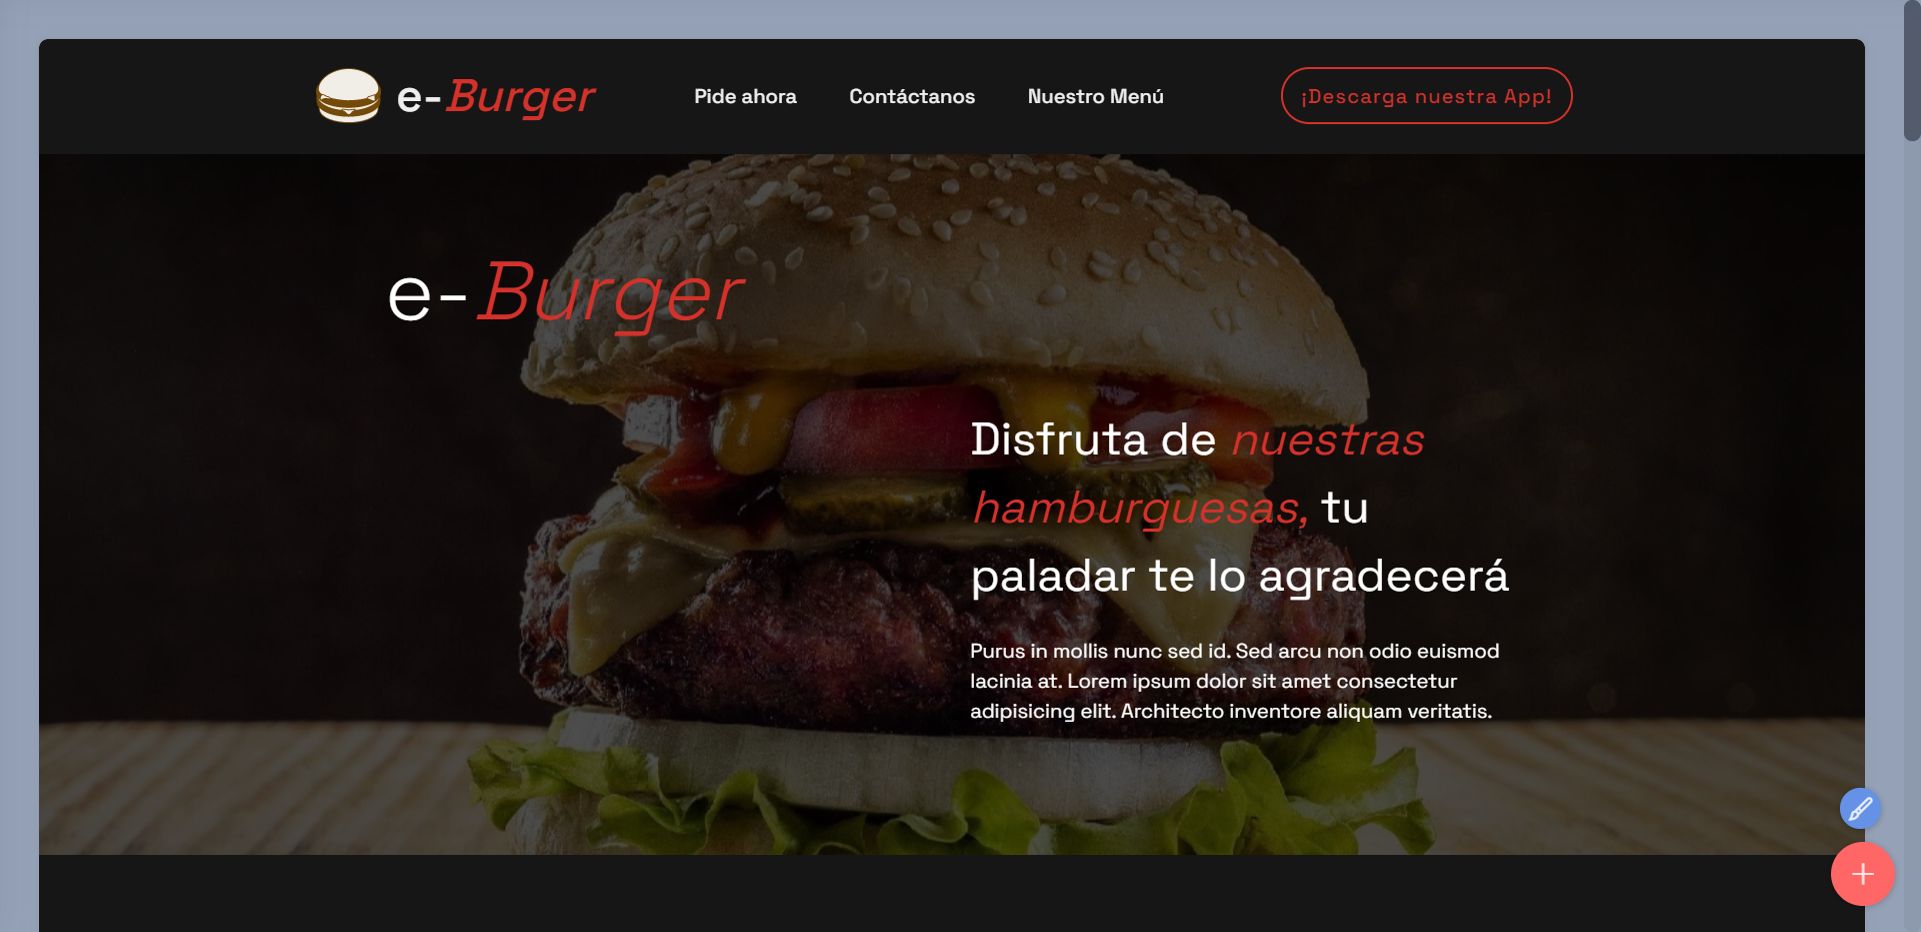 e-Burger
Pide ahora
Contáctanos
Nuestro Menú
¡Descarga nuestra App!
e-Burger
Disfruta de nuestras
hamburguesas, tu
paladar te lo agradecerá
Purus in mollis nunc sed id. Sed arcu non odio euismod
lacinia at. Lorem ipsum dolor sit amet consectetur
adipisicing elit. Architecto inventore aliquam veritatis.